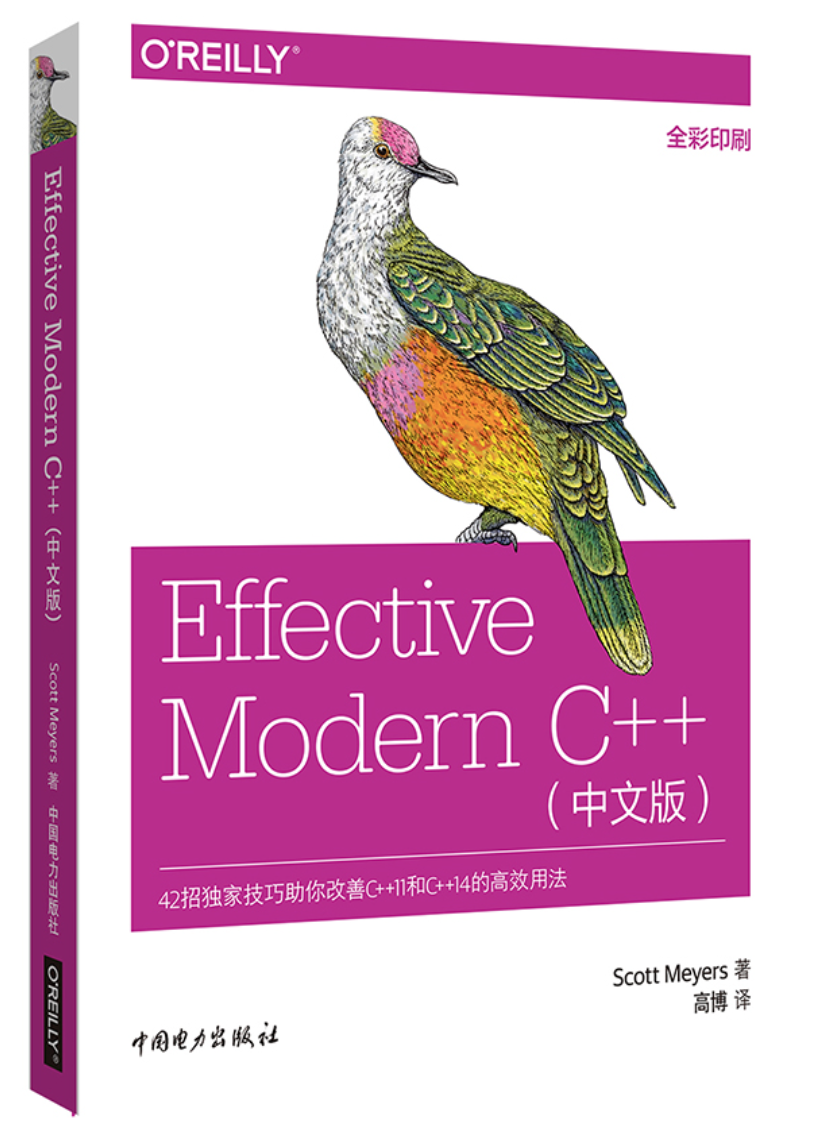 Effective Modern C++（中文版）
Scott Meyers 著
中国电力出版社
O'REILLY®
O'REILLY®
全彩印刷
Effective
Modern C++
（中文版）
42招独家技巧助你改善C++11和C++14的高效用法
Scott Meyers 著
高博 译
中国电力出版社